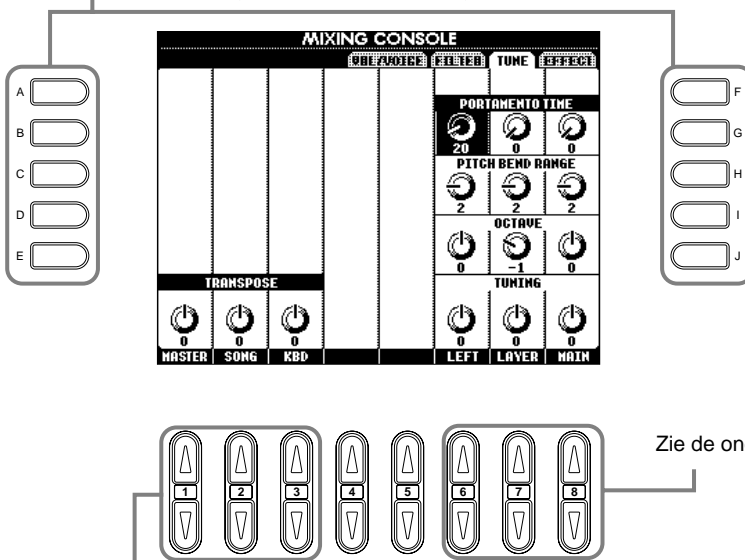 MIXING CONSOLE
VOL/VOICE FILTER TUNE EFFECT
A F
PORTAMENTO TIME
B G
20 0 0
PITCH BEND RANGE
C H
2 2 2
OCTAVE
D I
0 -1 0
E J
TRANSPOSE TUNING
0 0 0 0 0 0
MASTER SONG KBD LEFT LAYER MAIN
Zie de on
1 2 3 4 5 6 7 8